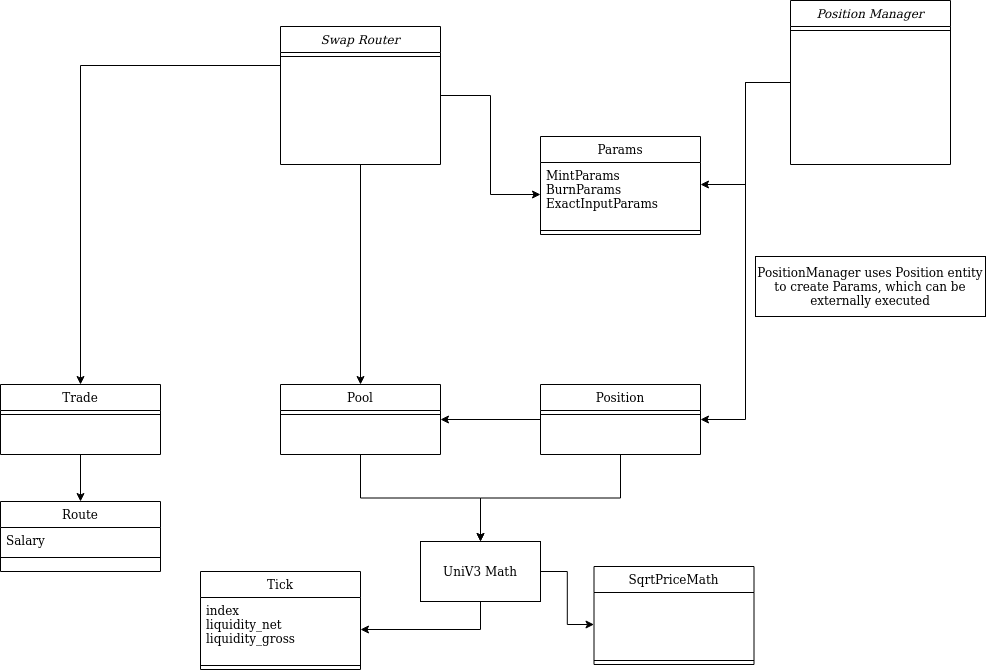 Position Manager
Swap Router
Params
MintParams
BurnParams
ExactInputParams
PositionManager uses Position entity
to create Params, which can be
externally executed
Trade
Pool
Position
Route
Salary
UniV3 Math
Tick
index
liquidity_net
liquidity_gross
SqrtPriceMath